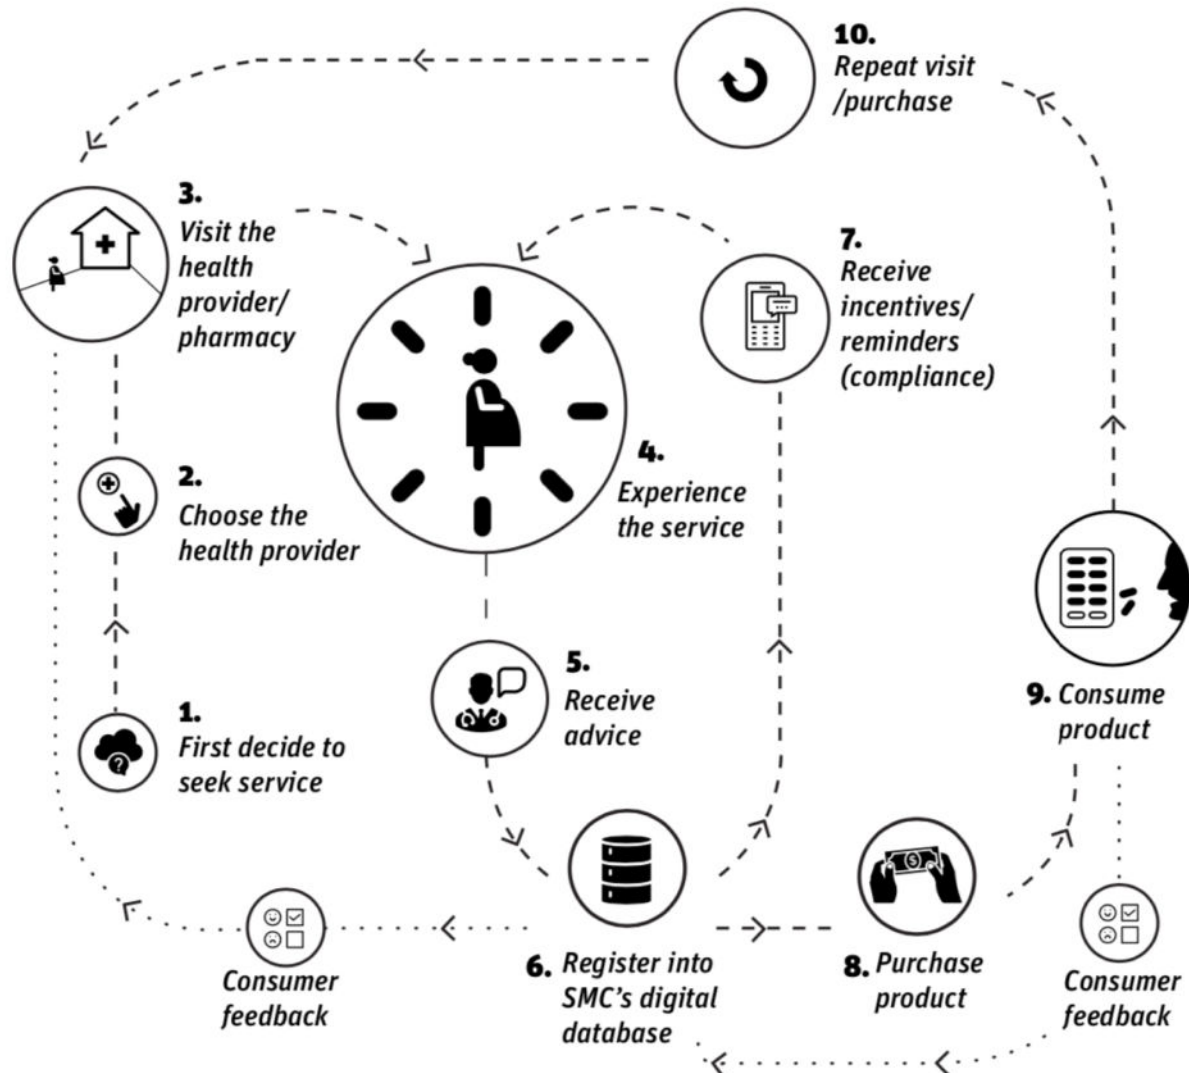 10.
Repeat visit
/purchase
3.
Visit the
health
provider/
pharmacy
7.
Receive
incentives/
reminders
(compliance)
4.
Experience
the service
2.
Choose the
health provider
5.
Receive
advice
1.
First decide to
seek service
9. Consume
product
6. Register into
SMC's digital
database
8. Purchase
product
Consumer
feedback
Consumer
feedback